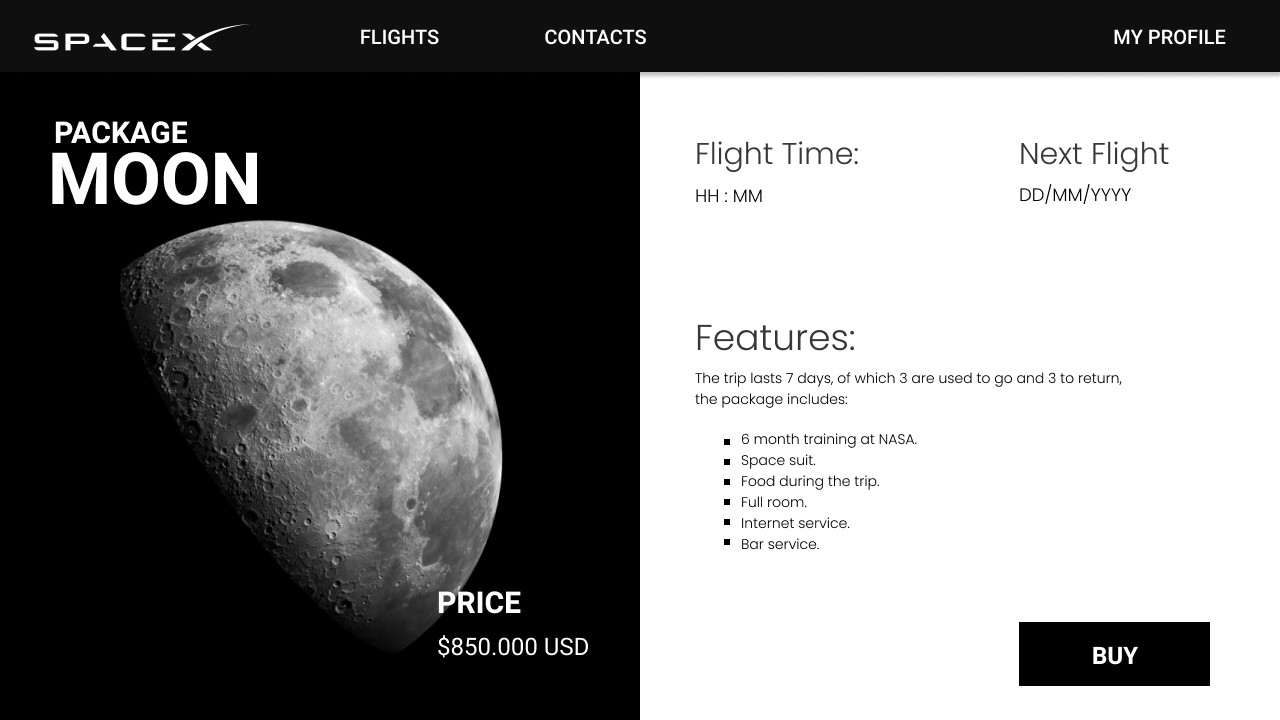 SPACEX
FLIGHTS
CONTACTS
MY PROFILE
PACKAGE
MOON
PRICE
$850.000 USD
Flight Time:
HH : MM
Next Flight
DD/MM/YYYY
Features:
The trip lasts 7 days, of which 3 are used to go and 3 to return,
the package includes:
6 month training at NASA.
Space suit.
Food during the trip.
Full room.
Internet service.
Bar service.
BUY